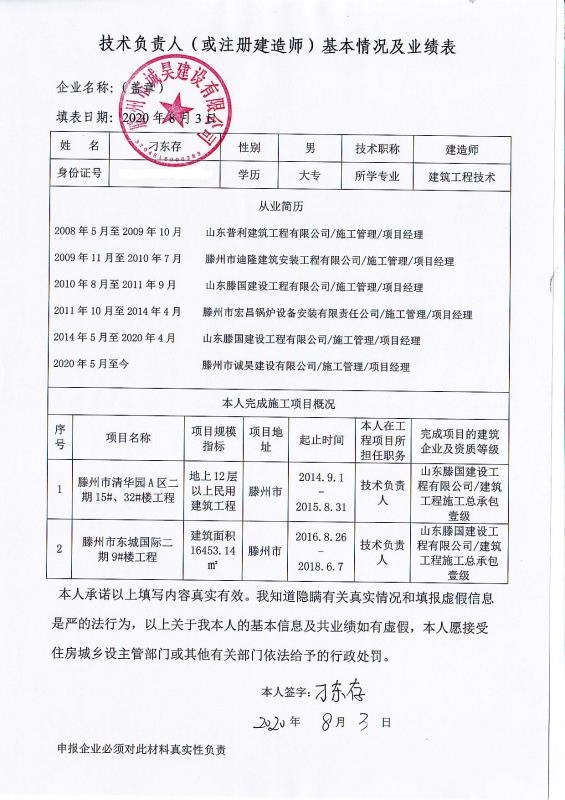 技术负责人（或注册建造师）基本情况及业绩表
企业名称：（盖章）
滕州市诚昊建设有限公司
填表日期： 2020 年 8 月 3
姓 名 刁东存 性别 男 技术职称 建造师
身份证号 学历 大专 所学专业 建筑工程技术
从业简历
2008 年 5 月至 2009 年 10 月 山东普利建筑工程有限公司/施工管理/项目经理
2009 年 11 月至 2010 年 7 月 滕州市迪隆建筑安装工程有限公司/施工管理/项目经理
2010 年 8 月至 2011 年 9 月 山东滕国建设工程有限公司/施工管理/项目经理
2011 年 10 月至 2014 年 4 月 滕州市宏昌锅炉设备安装有限责任公司/施工管理/项目经理
2014 年 5 月至 2020 年 4 月 山东滕国建设工程有限公司/施工管理/项目经理
2020 年 5 月至今 滕州市诚昊建设有限公司/施工管理/项目经理
本人完成施工项目概况
序号 项目名称 项目规模指标 项目地址 起止时间 本人在工程项目所担任职务 完成项目的建筑企业及资质等级
1 滕州市清华园 A 区二期 15#、32#楼工程 地上 12 层以上民用建筑工程 滕州市 2014.9.1 – 2015.8.31 技术负责人 山东滕国建设工程有限公司/建筑工程施工总承包壹级
2 滕州市东城国际二期 9#楼工程 建筑面积 16453.14 ㎡ 滕州市 2016.8.26 – 2018.6.7 技术负责人 山东滕国建设工程有限公司/建筑工程施工总承包壹级
本人承诺以上填写内容真实有效。我知道隐瞒有关真实情况和填报虚假信息
是严的法行为，以上关于我本人的基本信息及共业绩如有虚假，本人愿接受
住房城乡设主管部门或其他有关部门依法给予的行政处罚。
本人签字：刁东存
2020 年 8 月 3 日
申报企业必须对此材料真实性负责